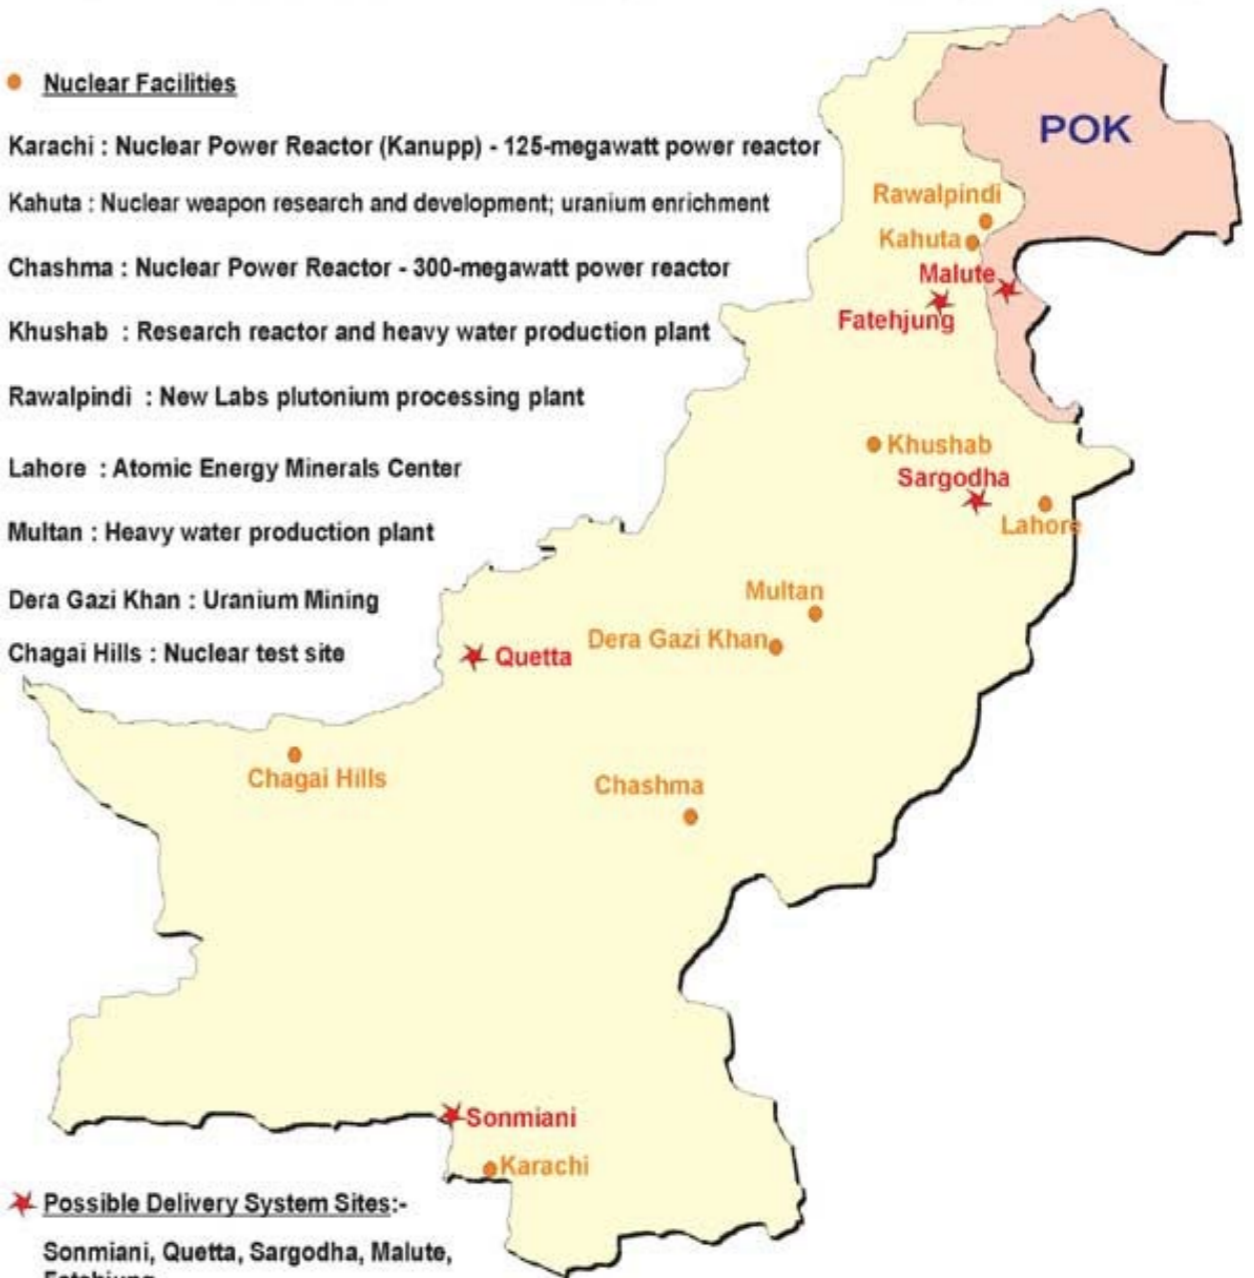 Nuclear Facilities
Karachi : Nuclear Power Reactor (Kanupp) - 125-megawatt power reactor
Kahuta : Nuclear weapon research and development; uranium enrichment
Chashma : Nuclear Power Reactor - 300-megawatt power reactor
Khushab : Research reactor and heavy water production plant
Rawalpindi : New Labs plutonium processing plant
Lahore : Atomic Energy Minerals Center
Multan : Heavy water production plant
Dera Gazi Khan : Uranium Mining
Chagai Hills : Nuclear test site
POK
Rawalpindi
Kahuta
Malute
Fatehjung
Khushab
Sargodha
Lahore
Multan
Dera Gazi Khan
Quetta
Chagai Hills
Chashma
Sonmiani
Karachi
Possible Delivery System Sites:-
Sonmiani, Quetta, Sargodha, Malute,
Fatehjung